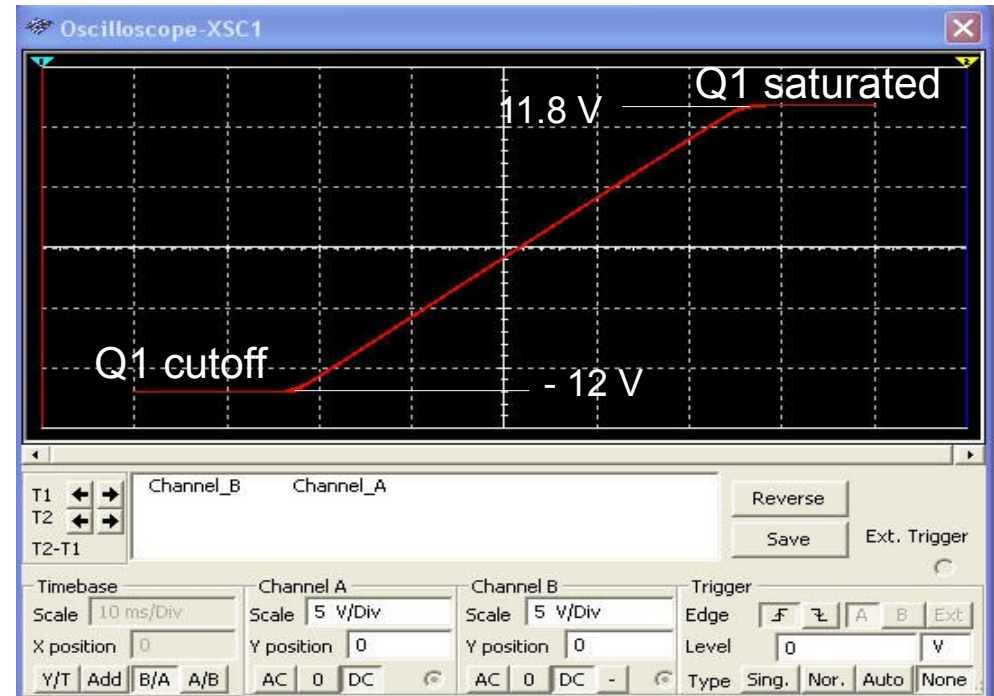 Oscilloscope-XSC1
1
2
Q1 saturated
11.8 V
Q1 cutoff
- 12 V
T1
T2
T2-T1
Channel_B Channel_A
Reverse
Save
Ext. Trigger
Timebase
Scale 10 ms/Div
X position 0
Y/T Add B/A A/B
Channel A
Scale 5 V/Div
Y position 0
AC 0 DC
Channel B
Scale 5 V/Div
Y position 0
AC 0 DC -
Trigger
Edge A B Ext
Level 0 V
Type Sing. Nor. Auto None